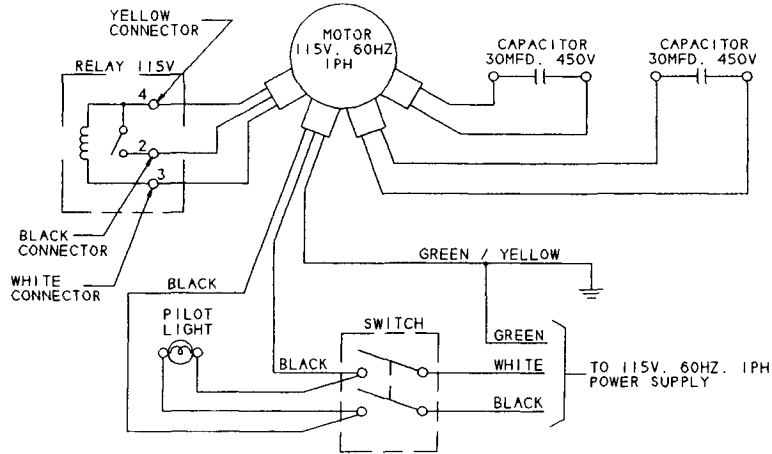 YELLOW
CONNECTOR
MOTOR
115V. 60HZ
1PH
CAPACITOR
30MFD. 450V
CAPACITOR
30MFD. 450V
RELAY 115V
4
2
3
BLACK
CONNECTOR
WHITE
CONNECTOR
BLACK
GREEN / YELLOW
PILOT
LIGHT
SWITCH
GREEN
BLACK
WHITE
BLACK
TO 115V. 60HZ. 1PH
POWER SUPPLY